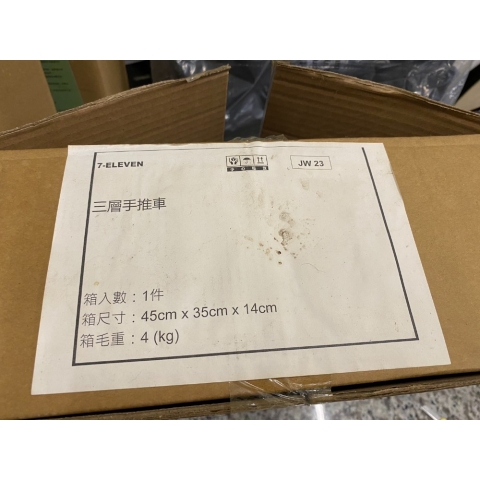 7-ELEVEN
JW 23
三層手推車
箱入數：1件
箱尺寸：45cm x 35cm x 14cm
箱毛重：4 (kg)